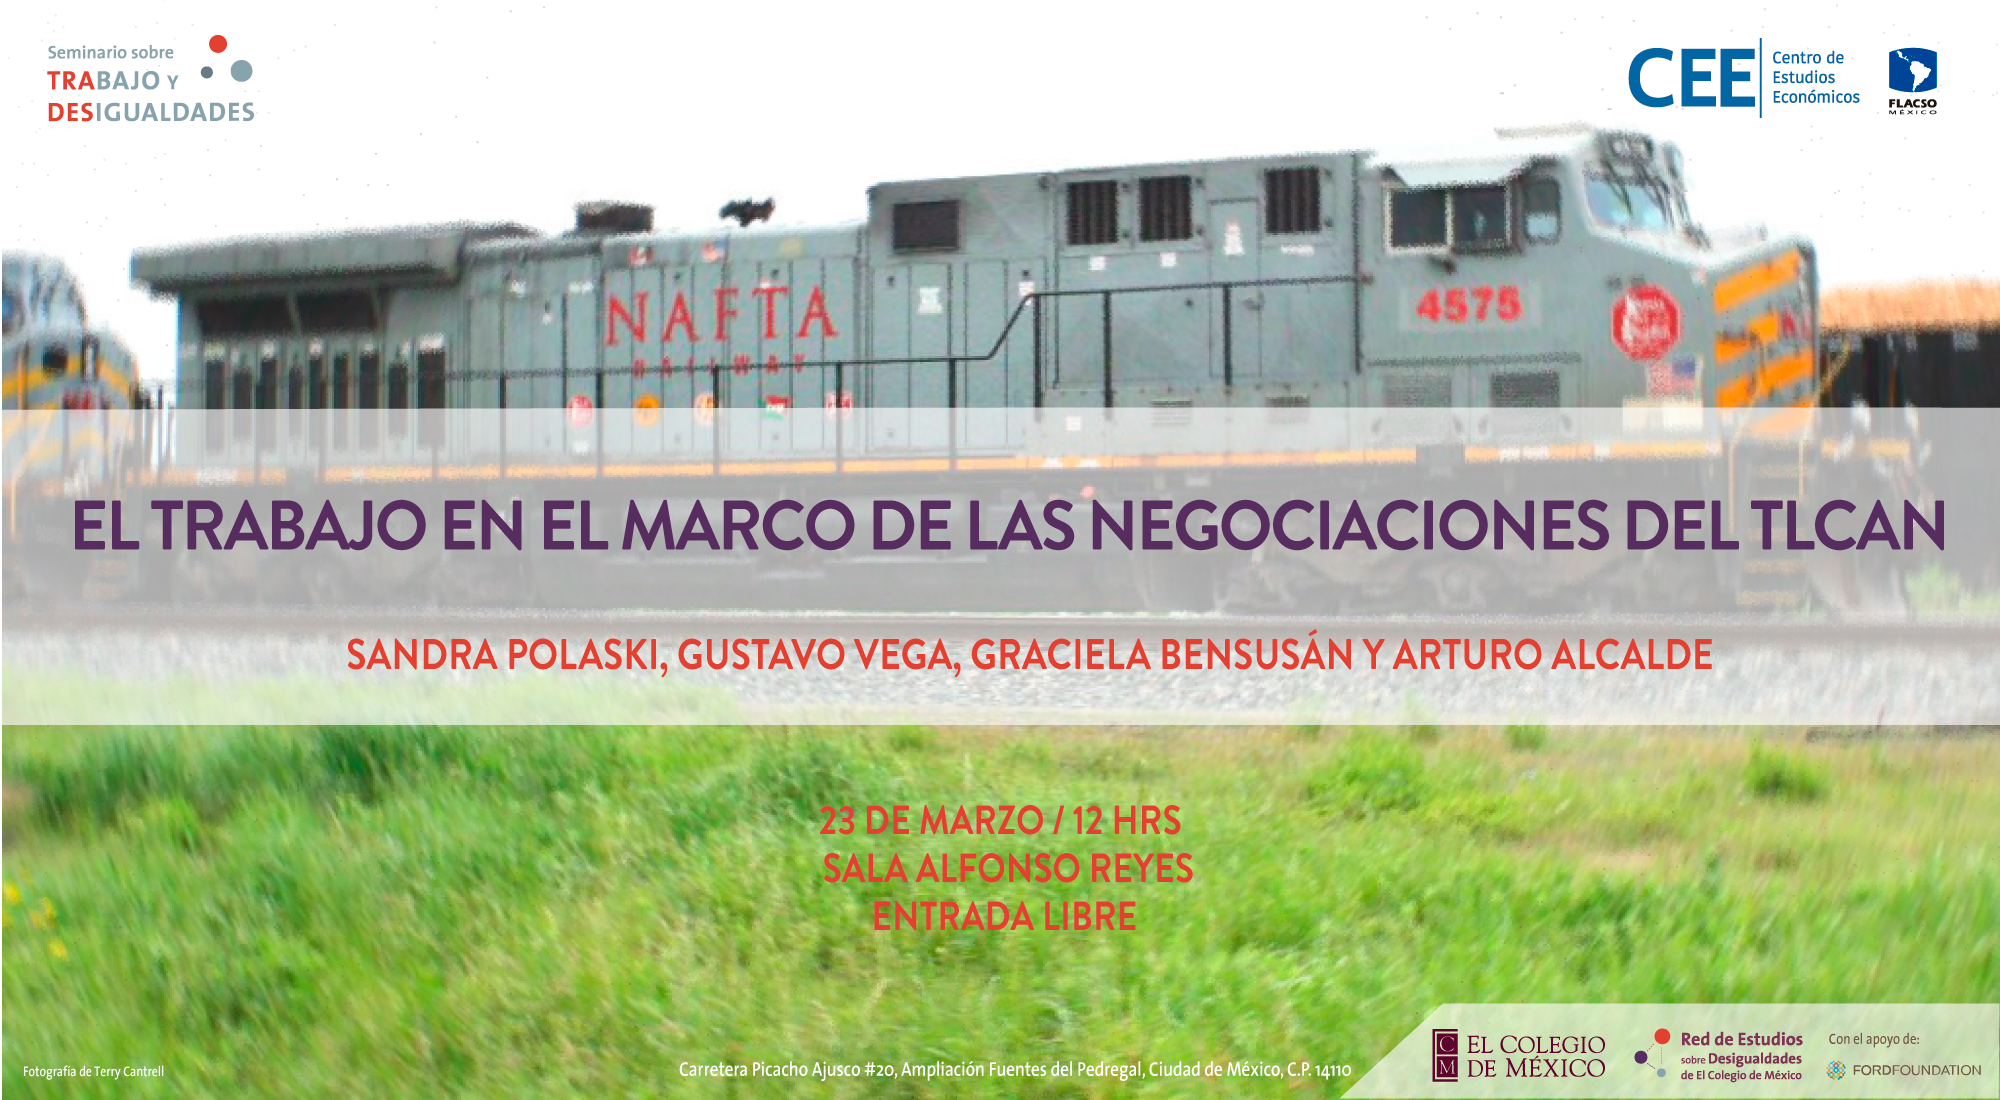 Seminario sobre
TRABAJO Y
DESIGUALDADES
CEE
Centro de
Estudios
Económicos
FLACSO
MÉXICO
NAFTA
RAILWAY
4575
EL TRABAJO EN EL MARCO DE LAS NEGOCIACIONES DEL TLCAN
SANDRA POLASKI, GUSTAVO VEGA, GRACIELA BENSUSÁN Y ARTURO ALCALDE
23 DE MARZO / 12 HRS
SALA ALFONSO REYES
ENTRADA LIBRE
Fotografía de Terry Cantrell
Carretera Picacho Ajusco #20, Ampliación Fuentes del Pedregal, Ciudad de México, C.P. 14110
C
M
EL COLEGIO
DE MÉXICO
Red de Estudios
sobre Desigualdades
de El Colegio de México
Con el apoyo de:
FORDFOUNDATION